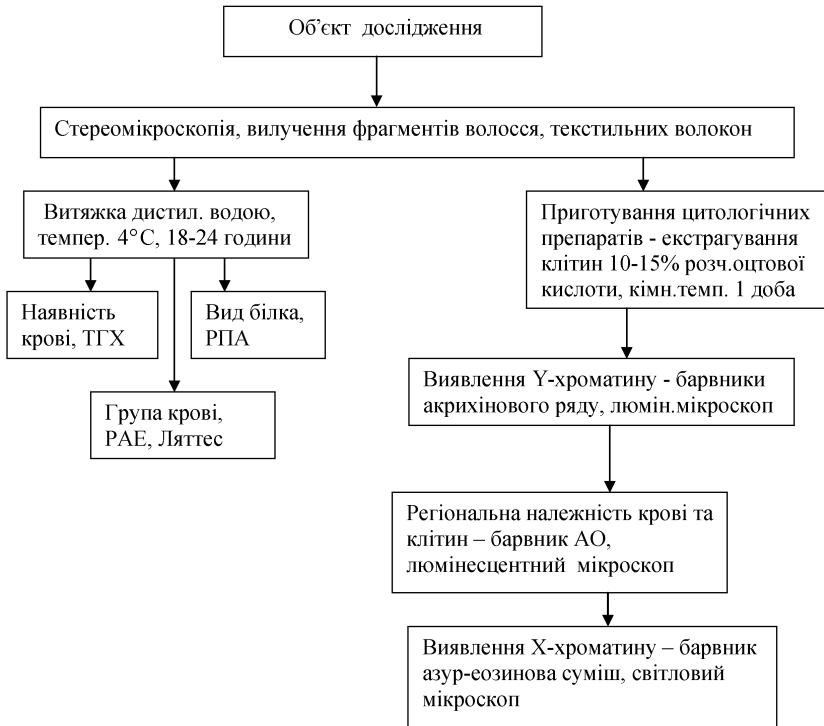 Об’єкт дослідження
Стереомікроскопія, вилучення фрагментів волосся, текстильних волокон
Витяжка дистил. водою,
темпер. 4°С, 18-24 години
Наявність
крові, ТГХ
Вид білка,
РПА
Група крові,
РАЕ, Ляттес
Приготування цитологічних
препаратів - екстрагування
клітин 10-15% розч.оцтової
кислоти, кімн.темп. 1 доба
Виявлення Y-хроматину - барвники
акрихінового ряду, люмін.мікроскоп
Регіональна належність крові та
клітин – барвник АО,
люмінесцентний мікроскоп
Виявлення Х-хроматину – барвник
азур-еозинова суміш, світловий
мікроскоп